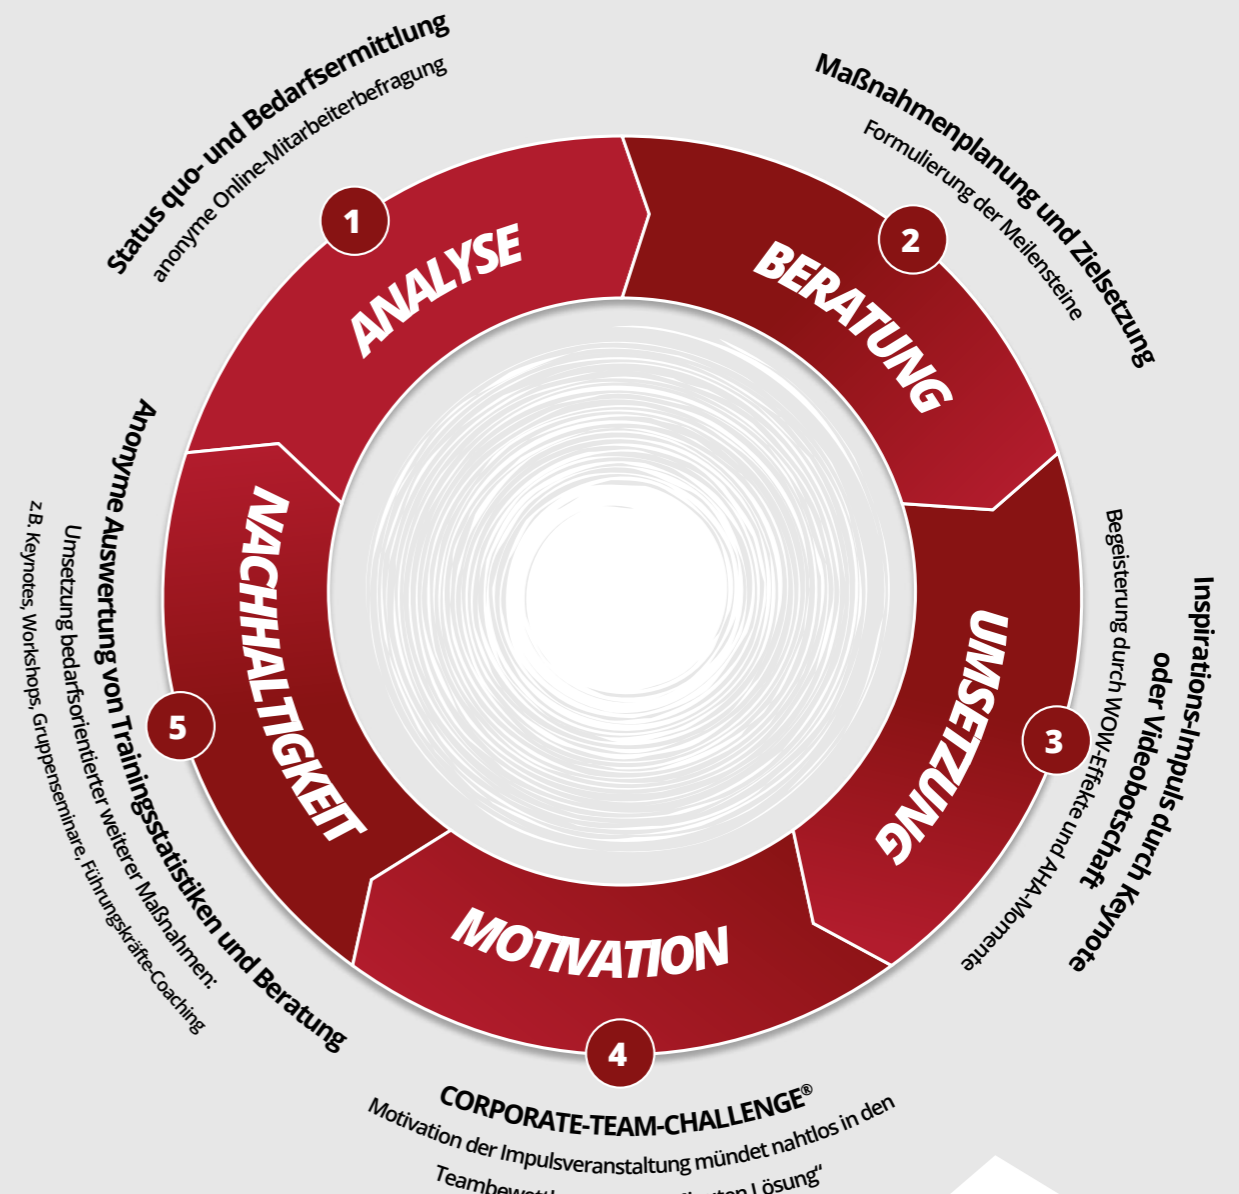 Status quo- und Bedarfsermittlung
anonyme Online-Mitarbeiterbefragung
1
ANALYSE
Maßnahmenplanung und Zielsetzung
Formulierung der Meilensteine
2
BERATUNG
Inspirations-Impuls durch Keynote
oder Videobotschaft
Begeisterung durch WOW-Effekte und AHA-Momente
3
UMSETZUNG
MOTIVATION
4
CORPORATE-TEAM-CHALLENGE®
Motivation der Impulsveranstaltung mündet nahtlos in den
Lösung“
NACHHALTIGKEIT
5
Anonyme Auswertung von Trainingsstatistiken und Beratung
Umsetzung bedarfsorientierter weiterer Maßnahmen:
z.B. Keynotes, Workshops, Gruppenseminare, Führungskräfte-Coaching